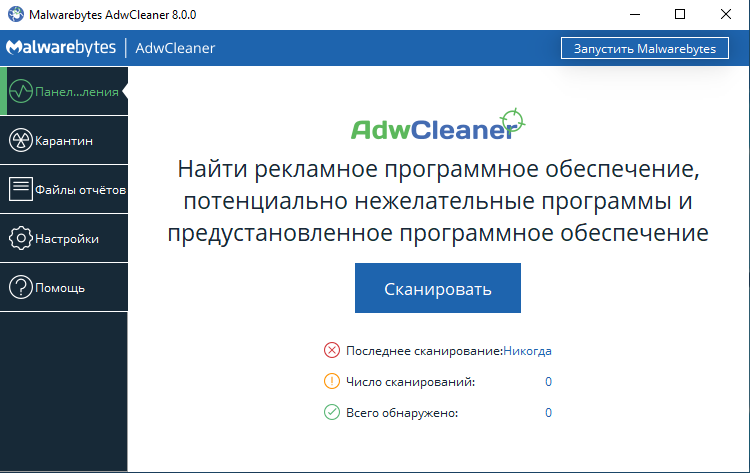 Malwarebytes AdwCleaner 8.0.0
Malwarebytes | AdwCleaner
Запустить Malwarebytes
Панел...ления
Карантин
Файлы отчётов
Настройки
Помощь
AdwCleaner
Найти рекламное программное обеспечение,
потенциально нежелательные программы и
предустановленное программное обеспечение
Сканировать
Последнее сканирование:Никогда
Число сканирований: 0
Всего обнаружено: 0